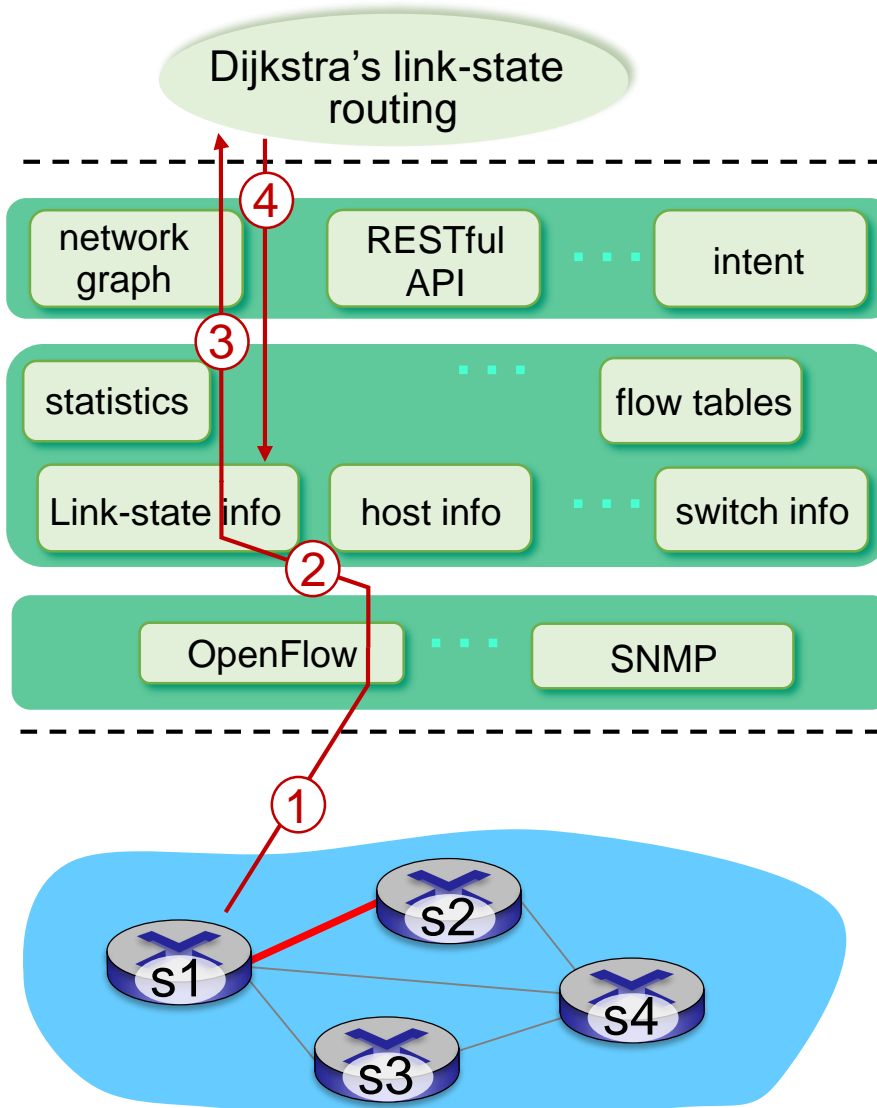 Dijkstra’s link-state
routing
4
network
graph
RESTful
API
intent
3
statistics
flow tables
Link-state info
host info
switch info
2
OpenFlow
SNMP
1
s2
s1
s4
s3